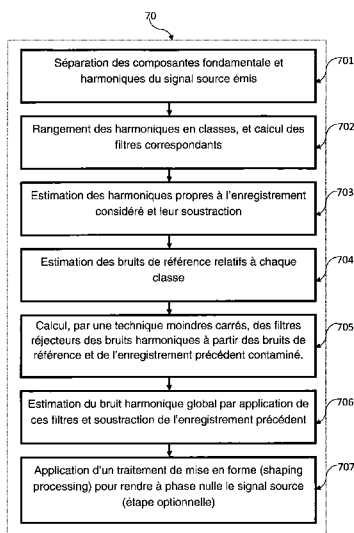 70
Séparation des composantes fondamentale et
harmoniques du signal source émis
701
Rangement des harmoniques en classes, et calcul des
filtres correspondants
702
Estimation des harmoniques propres à l'enregistrement
considéré et leur soustraction
703
Estimation des bruits de référence relatifs à chaque
classe
704
Calcul, par une technique moindres carrés, des filtres
réjecteurs des bruits harmoniques à partir des bruits de
référence et de l'enregistrement précédent contaminé.
705
Estimation du bruit harmonique global par application de
ces filtres et soustraction de l'enregistrement précédent
706
Application d'un traitement de mise en forme (shaping
processing) pour rendre à phase nulle le signal source
(étape optionnelle)
707